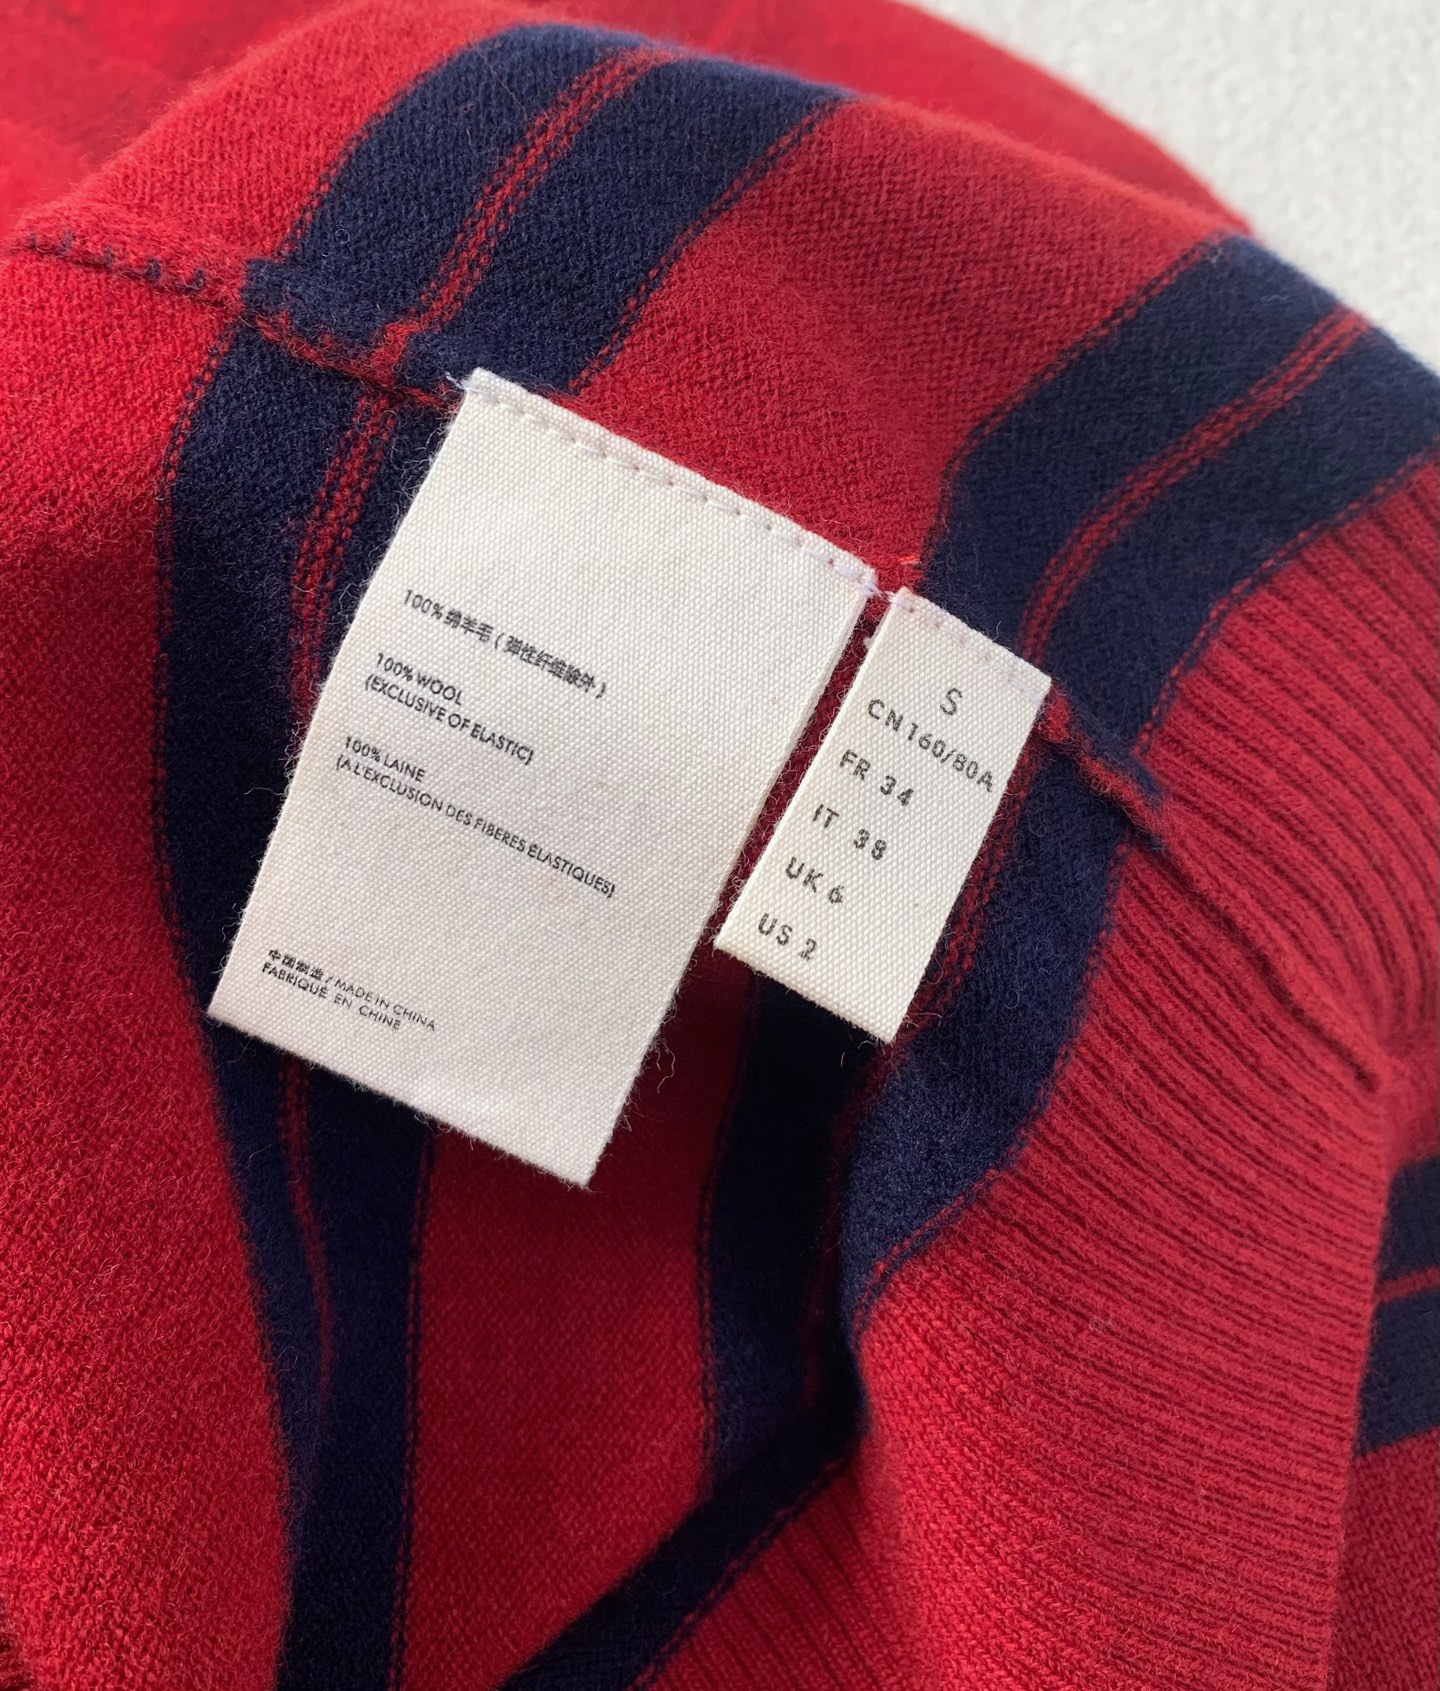 100%绵羊毛(弹性纤维除外)
100% WOOL
(EXCLUSIVE OF ELASTIC)
100% LAINE
(A L'EXCLUSION DES FIBERES ÉLASTIQUES)
中国制造 / MADE IN CHINA
FABRIQUÉ EN CHINE
S
CN160/80A
FR 34
IT 38
UK 6
US 2